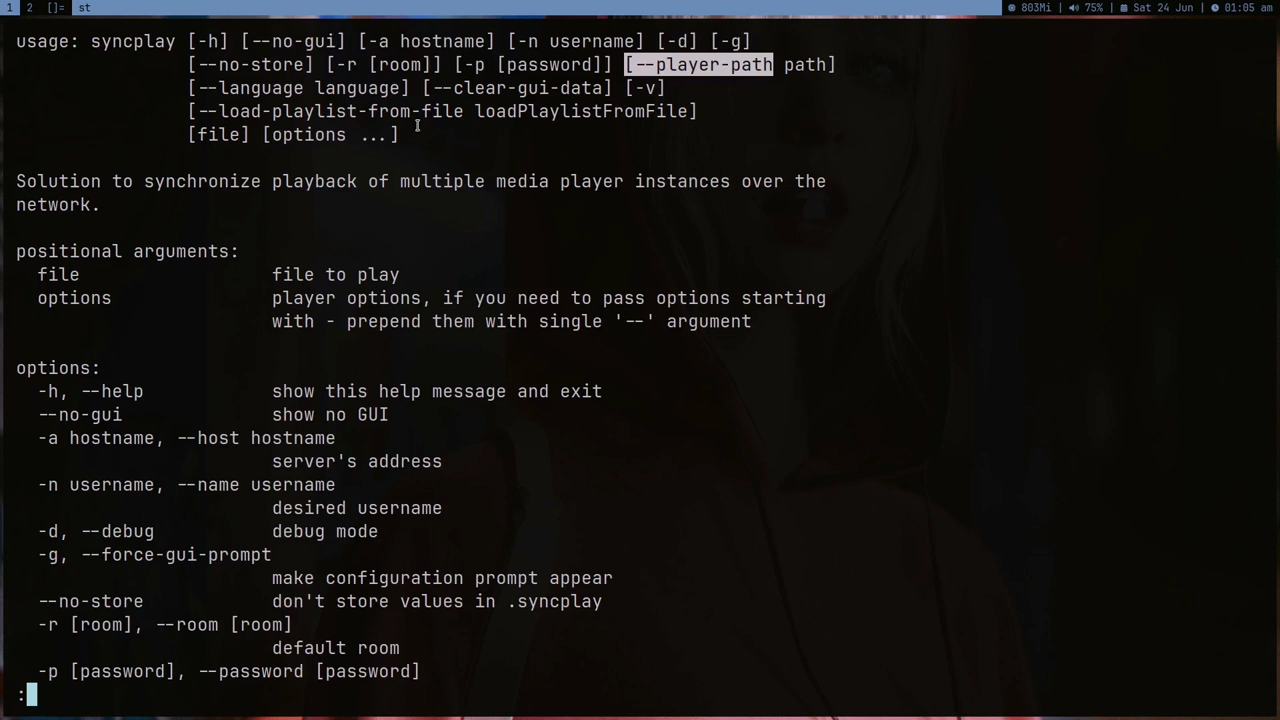 1 2 []= st 803Mi | 75% | Sat 24 Jun | 01:05 am
usage: syncplay [-h] [--no-gui] [-a hostname] [-n username] [-d] [-g]
[--no-store] [-r [room]] [-p [password]] [--player-path path]
[--language language] [--clear-gui-data] [-v]
[--load-playlist-from-file loadPlaylistFromFile]
[file] [options ...]
Solution to synchronize playback of multiple media player instances over the
network.
positional arguments:
file file to play
options player options, if you need to pass options starting
with - prepend them with single '--' argument
options:
-h, --help show this help message and exit
--no-gui show no GUI
-a hostname, --host hostname
server's address
-n username, --name username
desired username
-d, --debug debug mode
-g, --force-gui-prompt
make configuration prompt appear
--no-store don't store values in .syncplay
-r [room], --room [room]
default room
-p [password], --password [password]
: